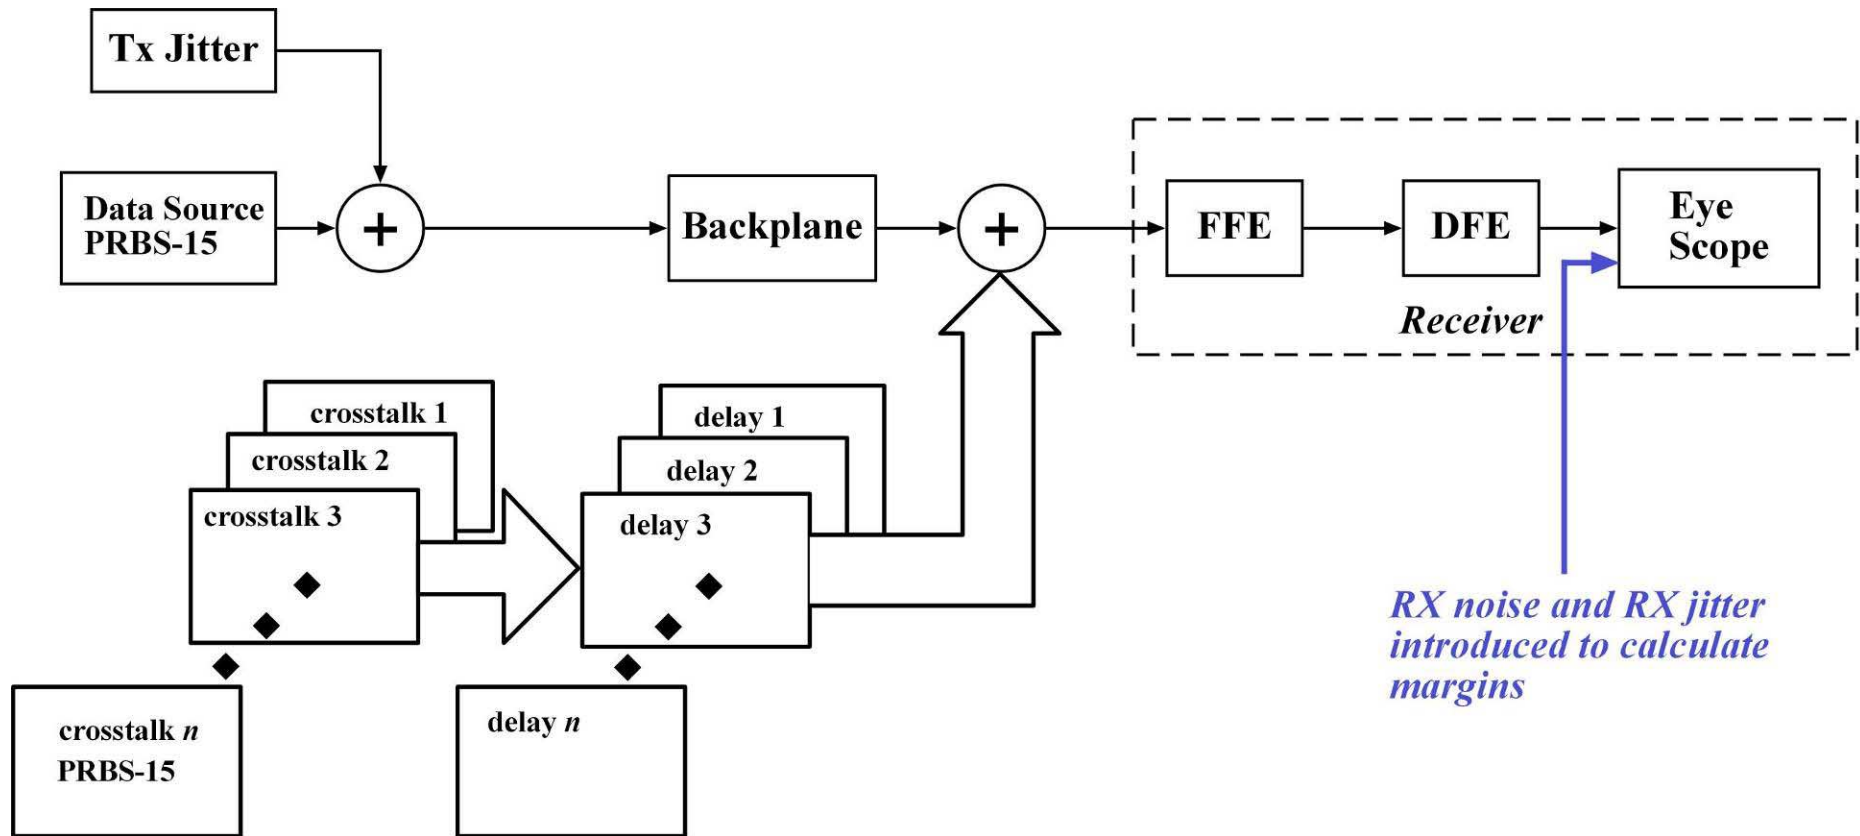 Tx Jitter
Data Source
PRBS-15
+
Backplane
+
FFE
DFE
Eye
Scope
Receiver
crosstalk 1
crosstalk 2
crosstalk 3
crosstalk n
PRBS-15
delay 1
delay 2
delay 3
delay n
RX noise and RX jitter
introduced to calculate
margins